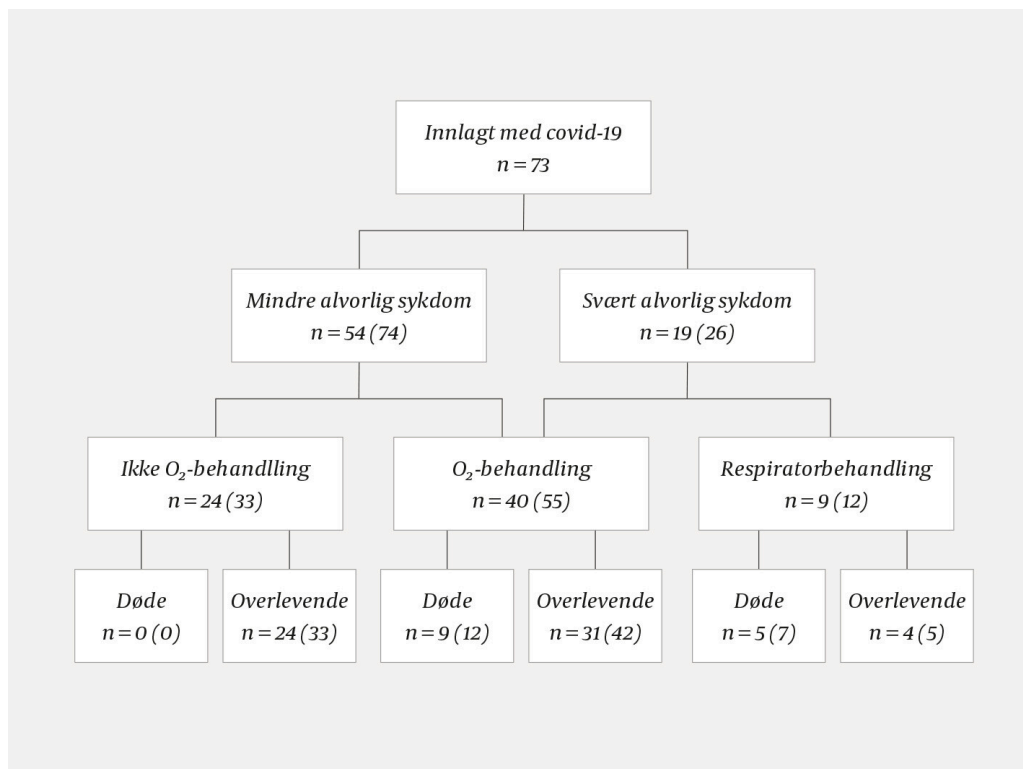 Innlagt med covid-19
n = 73
Mindre alvorlig sykdom
n = 54 (74)
Svært alvorlig sykdom
n = 19 (26)
Ikke O₂-behandlling
n = 24 (33)
O₂-behandling
n = 40 (55)
Respiratorbehandling
n = 9 (12)
Døde
n = 0 (0)
Overlevende
n = 24 (33)
Døde
n = 9 (12)
Overlevende
n = 31 (42)
Døde
n = 5 (7)
Overlevende
n = 4 (5)